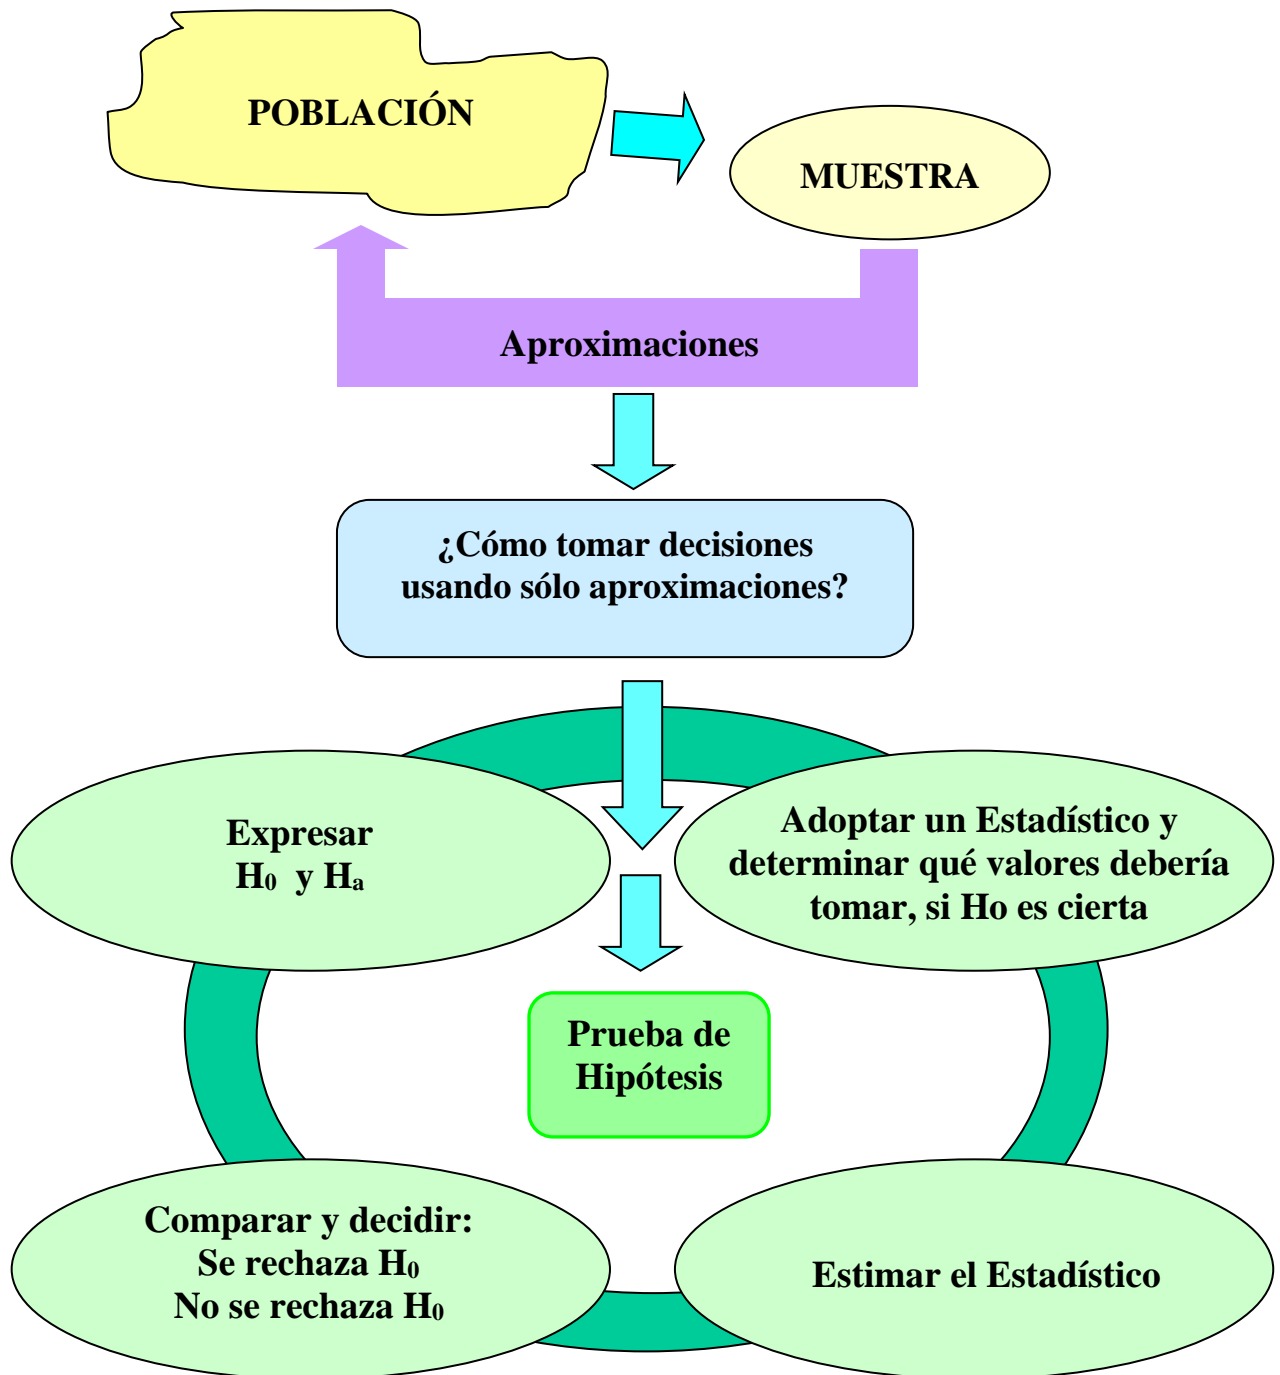 POBLACIÓN
MUESTRA
Aproximaciones
¿Cómo tomar decisiones
usando sólo aproximaciones?
Expresar
H₀ y Hₐ
Adoptar un Estadístico y
determinar qué valores debería
tomar, si Ho es cierta
Prueba de
Hipótesis
Comparar y decidir:
Se rechaza H₀
No se rechaza H₀
Estimar el Estadístico